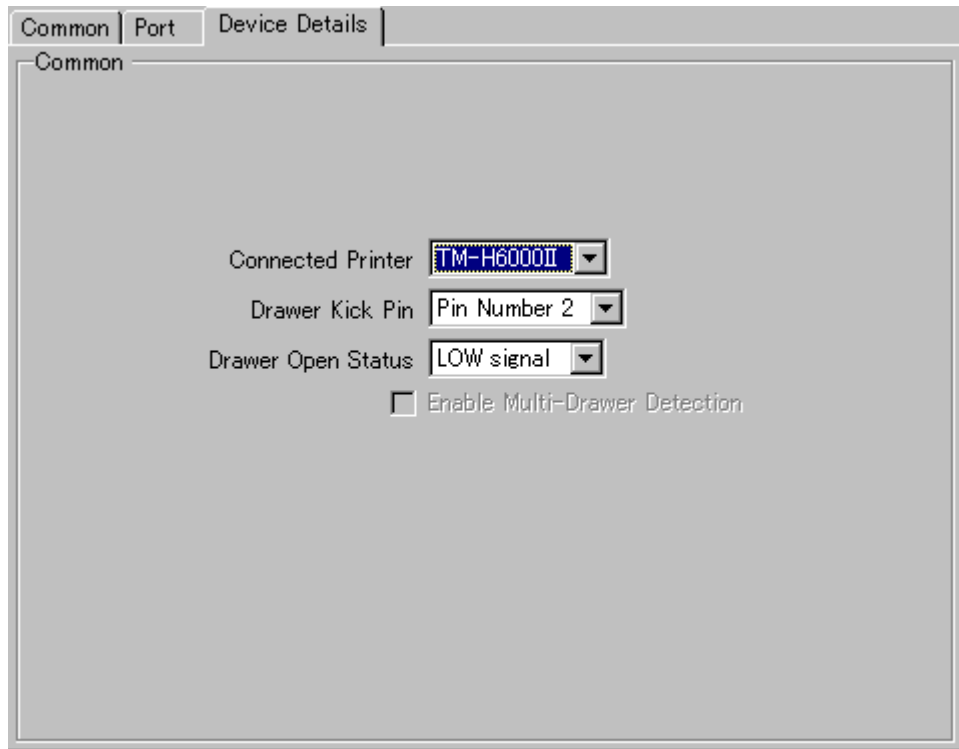 Common Port Device Details
Common
Connected Printer TM-H6000Ⅱ
Drawer Kick Pin Pin Number 2
Drawer Open Status LOW signal
Enable Multi-Drawer Detection